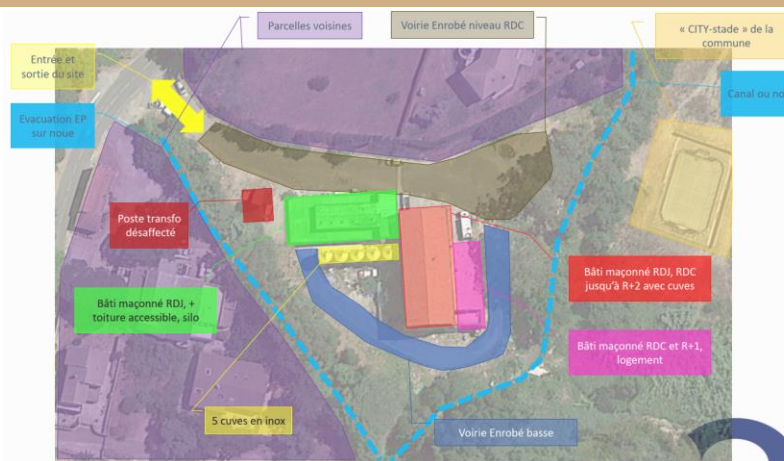 Parcelles voisines
Voirie Enrobé niveau RDC
« CITY-stade » de la
commune
Entrée et
sortie du site
Canal ou
Evacuation EP
sur noue
Poste transfo
désaffecté
Bâti maçonné RDJ, RDC
jusqu'à R+2 avec cuves
Bâti maçonné RDJ, +
toiture accessible, silo
Bâti maçonné RDC et R+1,
logement
5 cuves en inox
Voirie Enrobé basse